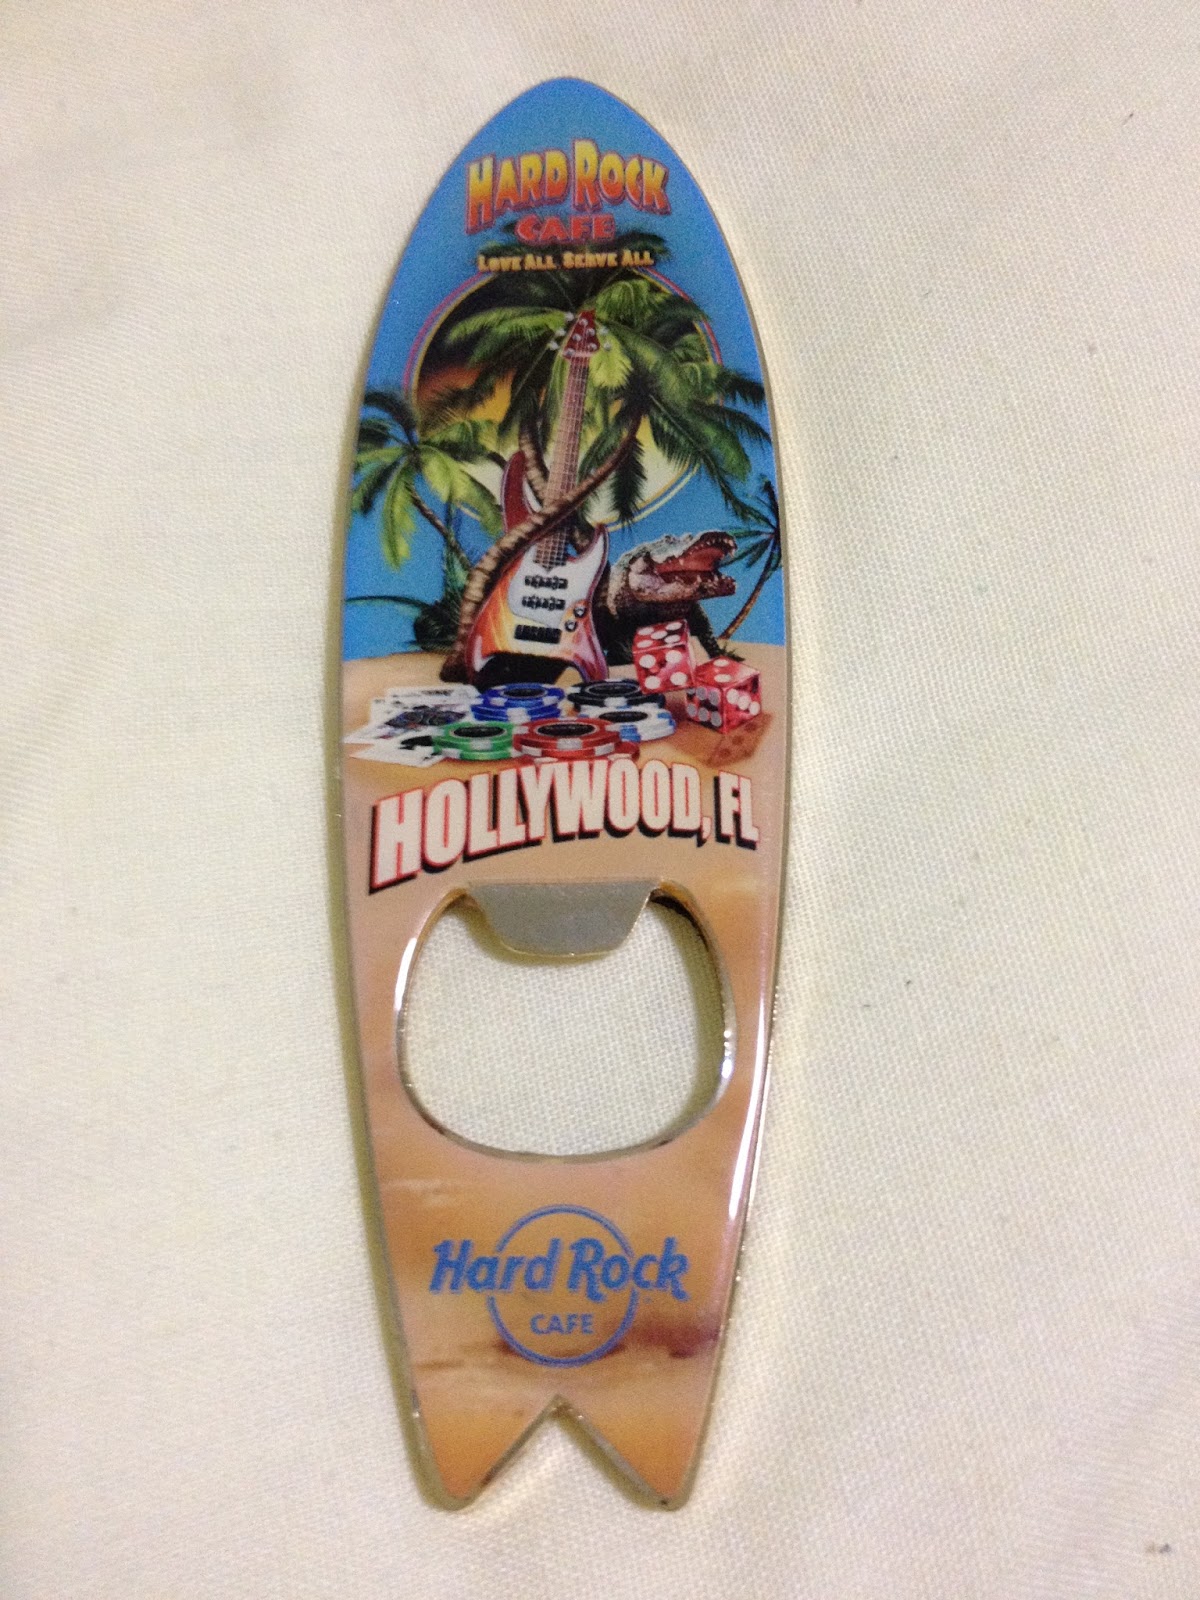 HARD ROCK
CAFE
LOVE ALL SERVE ALL
HOLLYWOOD, FL
Hard Rock
CAFE